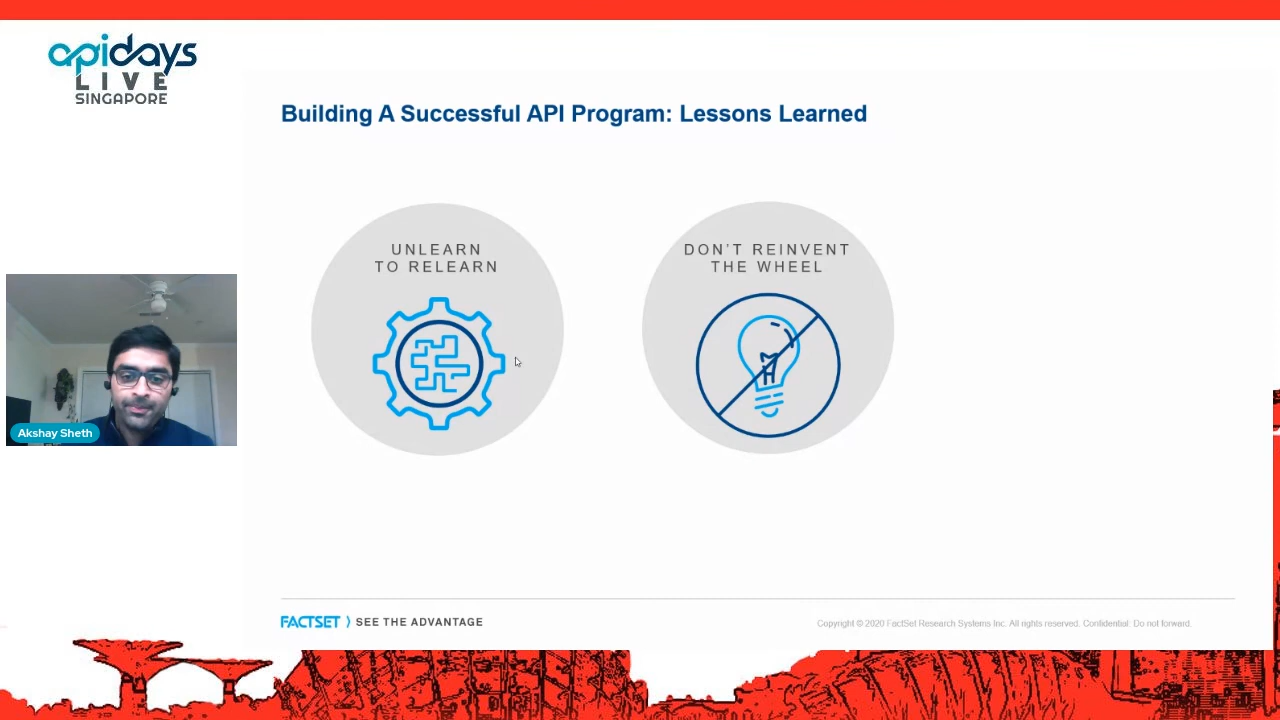 apidays
LIVE
SINGAPORE
Building A Successful API Program: Lessons Learned
UNLEARN
TO RELEARN
DON'T REINVENT
THE WHEEL
Akshay Sheth
FACTSET ⟩ SEE THE ADVANTAGE
Copyright © 2020 FactSet Research Systems Inc. All rights reserved. Confidential: Do not forward.